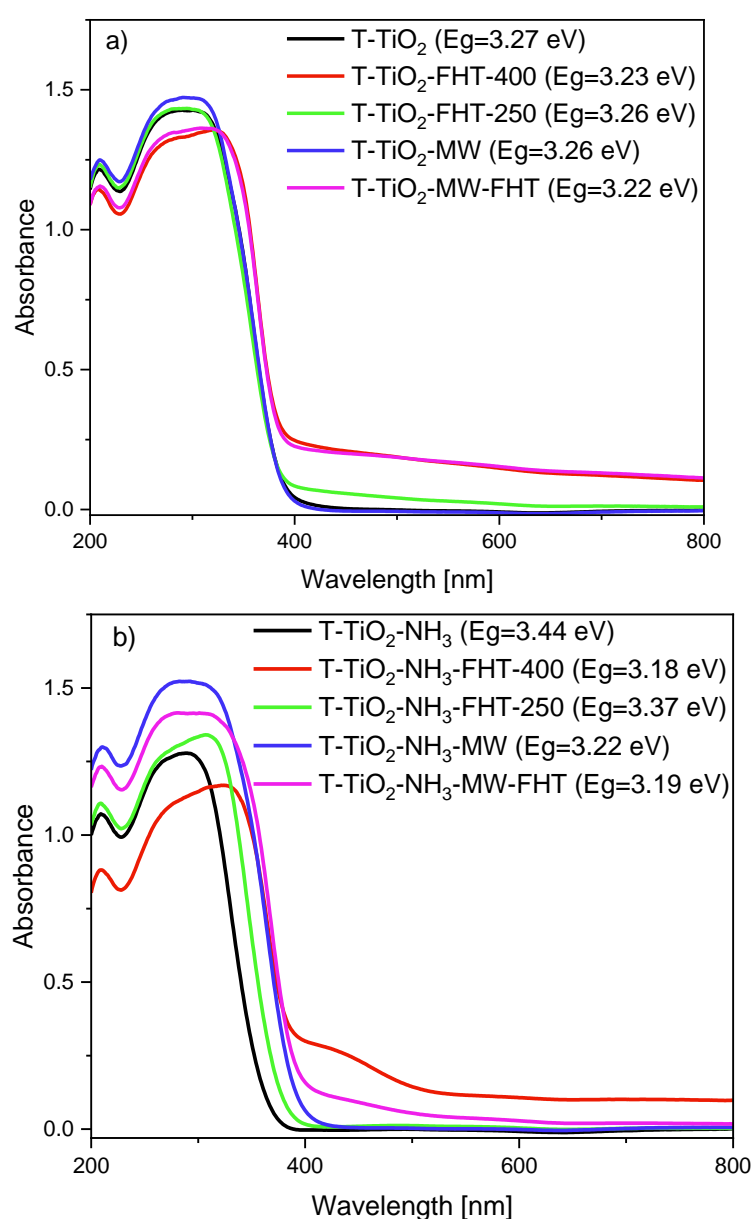 a)
T-TiO₂ (Eg=3.27 eV)
T-TiO₂-FHT-400 (Eg=3.23 eV)
T-TiO₂-FHT-250 (Eg=3.26 eV)
T-TiO₂-MW (Eg=3.26 eV)
T-TiO₂-MW-FHT (Eg=3.22 eV)
1.5
1.0
0.5
0.0
Absorbance
200 400 600 800
Wavelength [nm]
b)
T-TiO₂-NH₃ (Eg=3.44 eV)
T-TiO₂-NH₃-FHT-400 (Eg=3.18 eV)
T-TiO₂-NH₃-FHT-250 (Eg=3.37 eV)
T-TiO₂-NH₃-MW (Eg=3.22 eV)
T-TiO₂-NH₃-MW-FHT (Eg=3.19 eV)
1.5
1.0
0.5
0.0
Absorbance
200 400 600 800
Wavelength [nm]